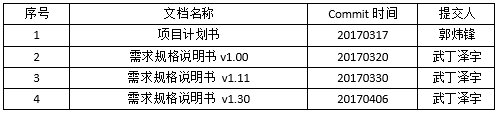 序号 文档名称 Commit 时间 提交人
1 项目计划书 20170317 郭炜锋
2 需求规格说明书 v1.00 20170320 武丁泽宇
3 需求规格说明书 v1.11 20170330 武丁泽宇
4 需求规格说明书 v1.30 20170406 武丁泽宇